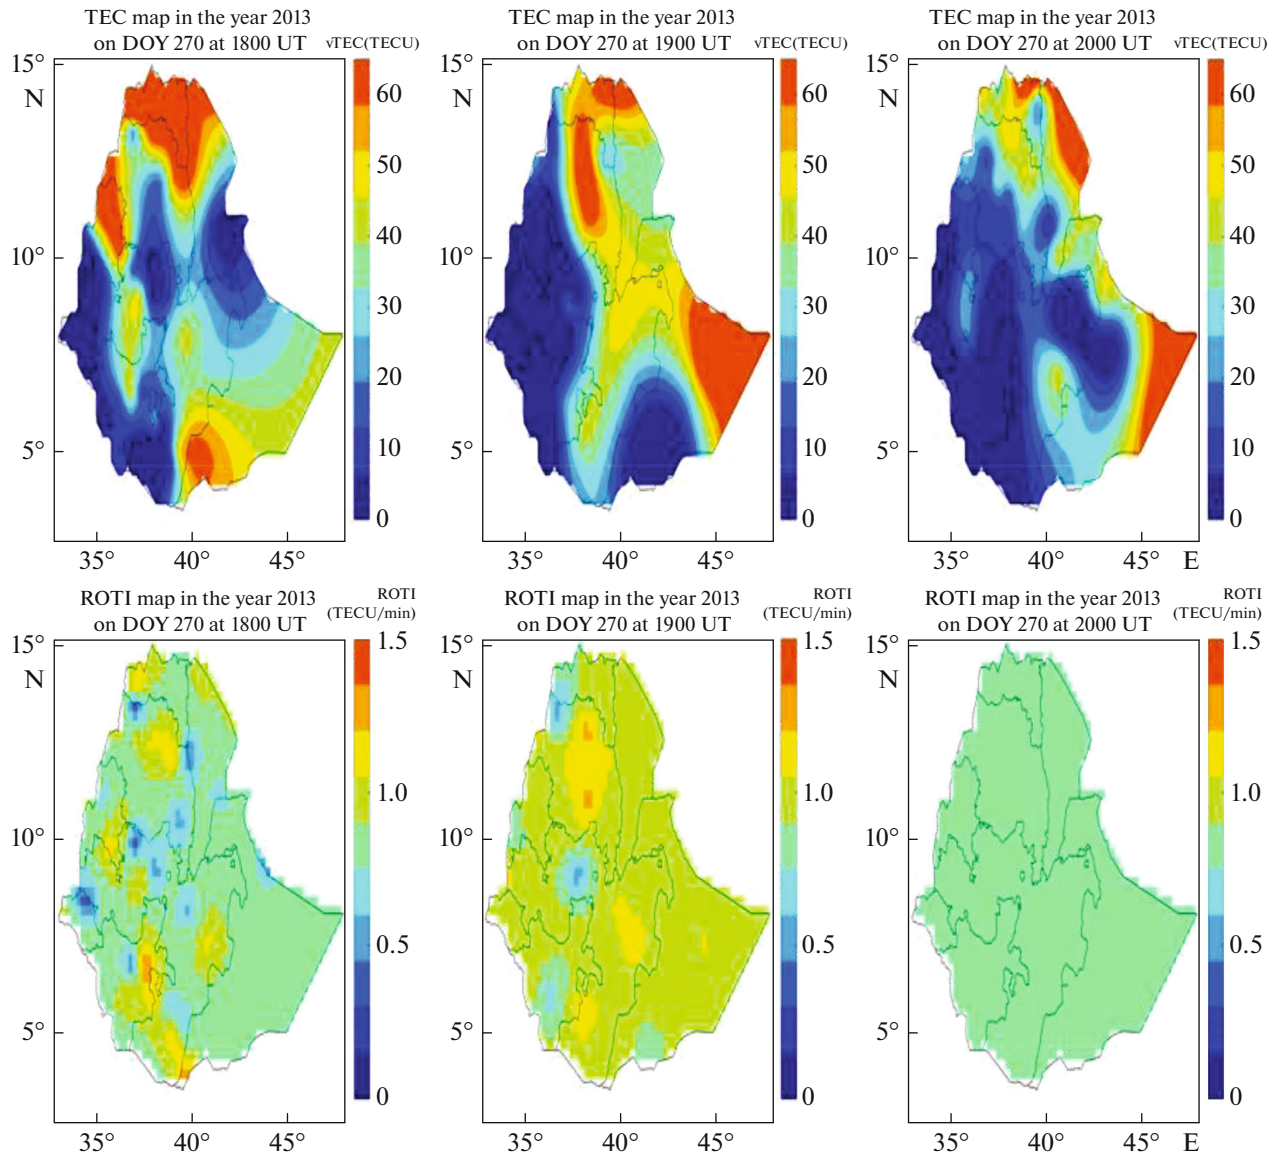 TEC map in the year 2013
on DOY 270 at 1800 UT
vTEC(TECU)
TEC map in the year 2013
on DOY 270 at 1900 UT
vTEC(TECU)
TEC map in the year 2013
on DOY 270 at 2000 UT
vTEC(TECU)
15°
N
10°
5°
35° 40° 45°
60
50
40
30
20
10
0
15°
N
10°
5°
35° 40° 45°
60
50
40
30
20
10
0
15°
N
10°
5°
35° 40° 45° E
60
50
40
30
20
10
0
ROTI map in the year 2013
on DOY 270 at 1800 UT
ROTI
(TECU/min)
ROTI map in the year 2013
on DOY 270 at 1900 UT
ROTI
(TECU/min)
ROTI map in the year 2013
on DOY 270 at 2000 UT
ROTI
(TECU/min)
15°
N
10°
5°
35° 40° 45°
1.5
1.0
0.5
0
15°
N
10°
5°
35° 40° 45°
1.5
1.0
0.5
0
15°
N
10°
5°
35° 40° 45° E
1.5
1.0
0.5
0